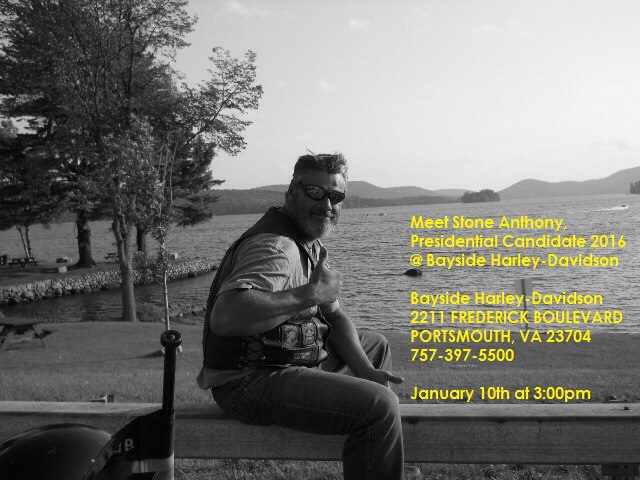 Meet Stone Anthony,
Presidential Candidate 2016
@ Bayside Harley-Davidson
Bayside Harley-Davidson
2211 FREDERICK BOULEVARD
PORTSMOUTH, VA 23704
757-397-5500
January 10th at 3:00pm